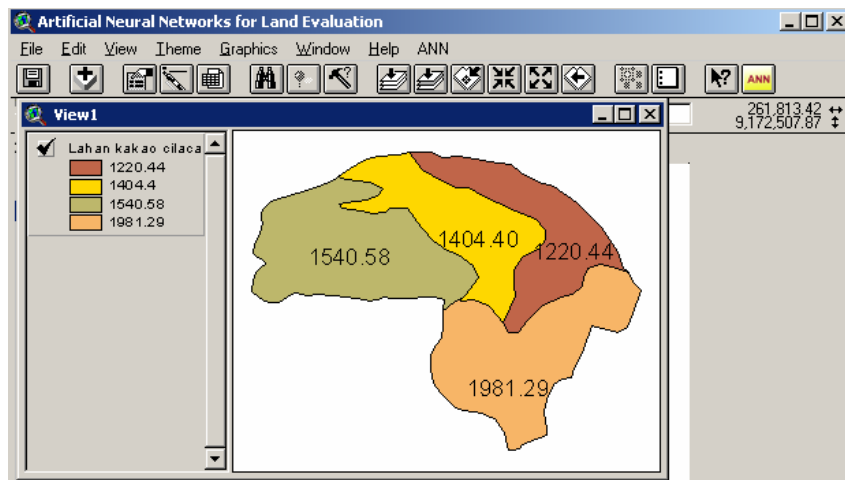 Artificial Neural Networks for Land Evaluation
File Edit View Theme Graphics Window Help ANN
ANN
261,813.42
9,172,507.87
View1
Lahan kakao cilaca
1220.44
1404.4
1540.58
1981.29
1404.40
1220.44
1540.58
1981.29